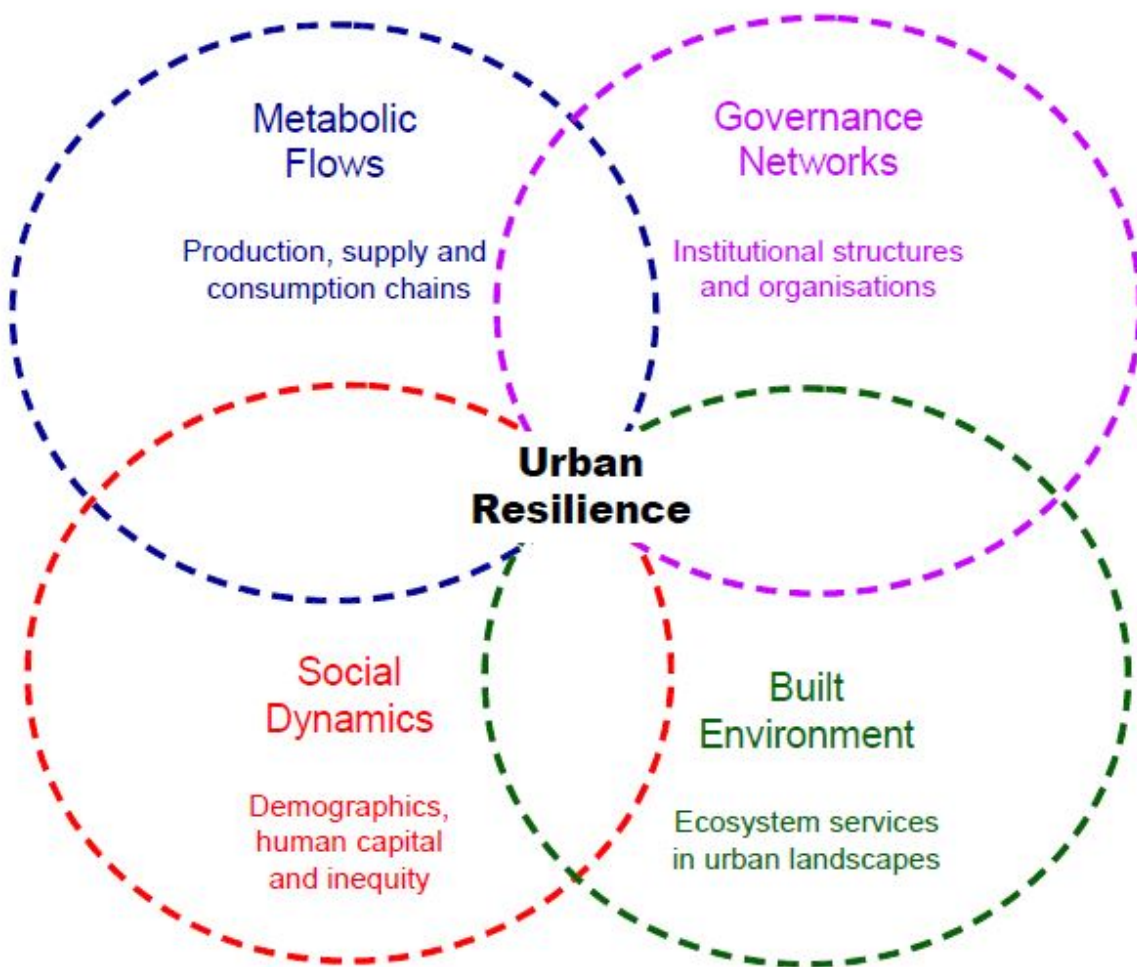 Metabolic
Flows
Production, supply and
consumption chains
Governance
Networks
Institutional structures
and organisations
Urban
Resilience
Social
Dynamics
Demographics,
human capital
and inequity
Built
Environment
Ecosystem services
in urban landscapes